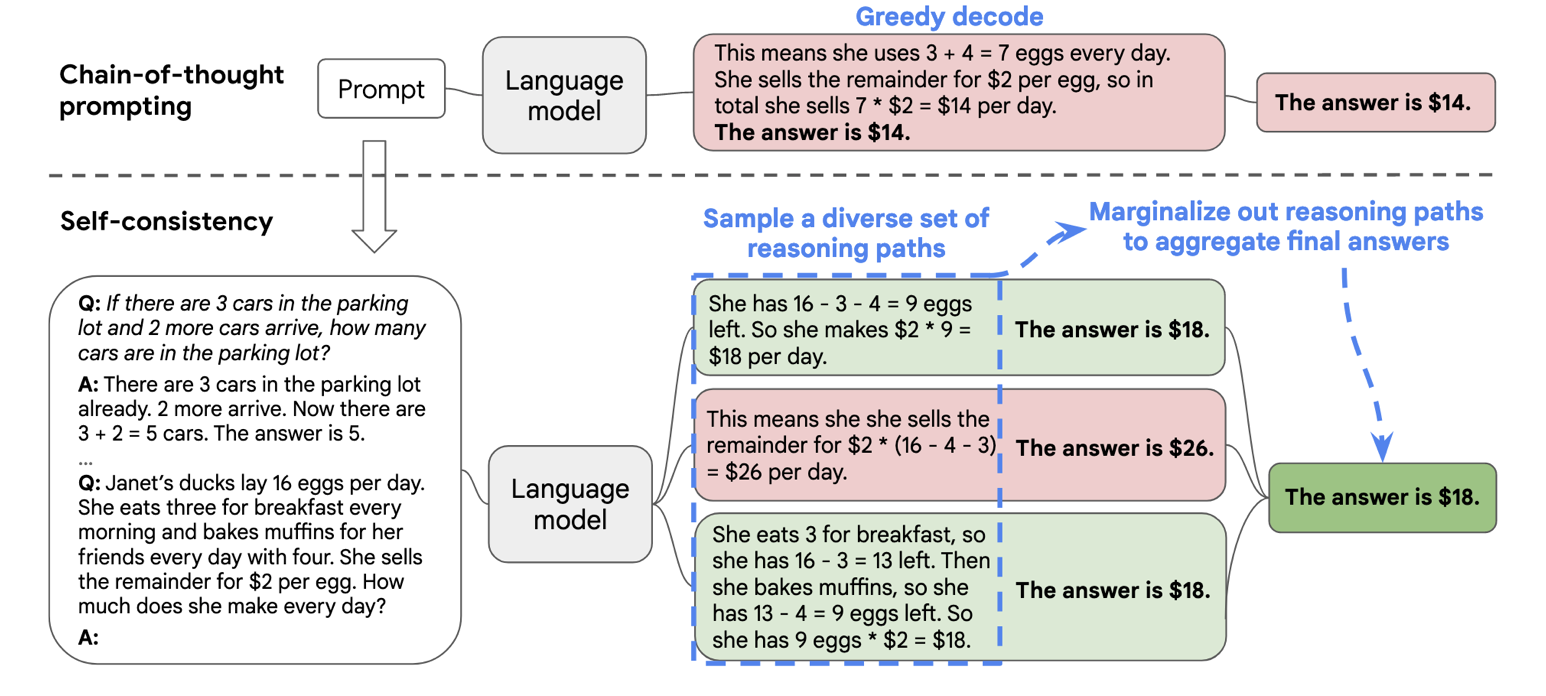 Greedy decode
Chain-of-thought
prompting
Prompt
Language
model
This means she uses 3 + 4 = 7 eggs every day.
She sells the remainder for $2 per egg, so in
total she sells 7 * $2 = $14 per day.
The answer is $14.
The answer is $14.
Self-consistency
Sample a diverse set of
reasoning paths
Marginalize out reasoning paths
to aggregate final answers
Q: If there are 3 cars in the parking
lot and 2 more cars arrive, how many
cars are in the parking lot?
A: There are 3 cars in the parking lot
already. 2 more arrive. Now there are
3 + 2 = 5 cars. The answer is 5.
...
Q: Janet's ducks lay 16 eggs per day.
She eats three for breakfast every
morning and bakes muffins for her
friends every day with four. She sells
the remainder for $2 per egg. How
much does she make every day?
A:
Language
model
She has 16 - 3 - 4 = 9 eggs
left. So she makes $2 * 9 =
$18 per day.
The answer is $18.
This means she she sells the
remainder for $2 * (16 - 4 - 3)
= $26 per day.
The answer is $26.
She eats 3 for breakfast, so
she has 16 - 3 = 13 left. Then
she bakes muffins, so she
has 13 - 4 = 9 eggs left. So
she has 9 eggs * $2 = $18.
The answer is $18.
The answer is $18.